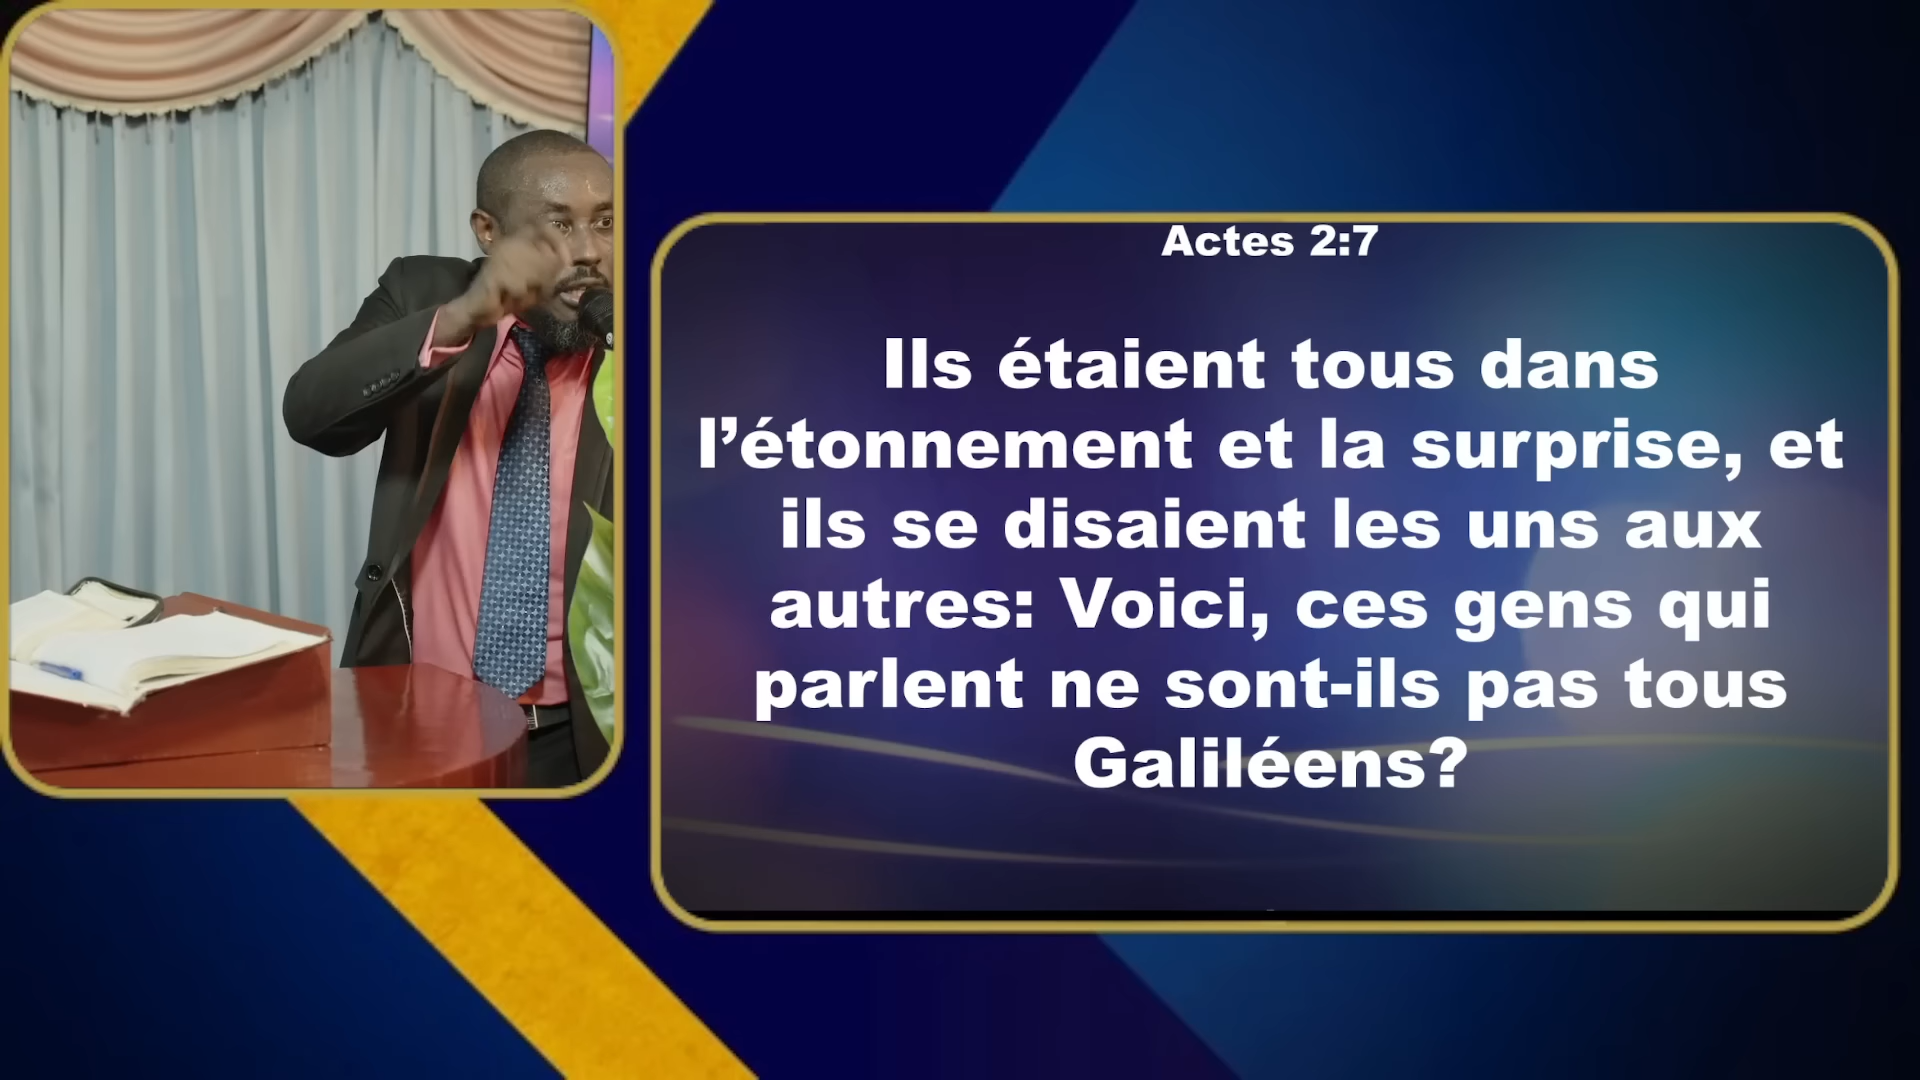 Actes 2:7
Ils étaient tous dans
l’étonnement et la surprise, et
ils se disaient les uns aux
autres: Voici, ces gens qui
parlent ne sont-ils pas tous
Galiléens?